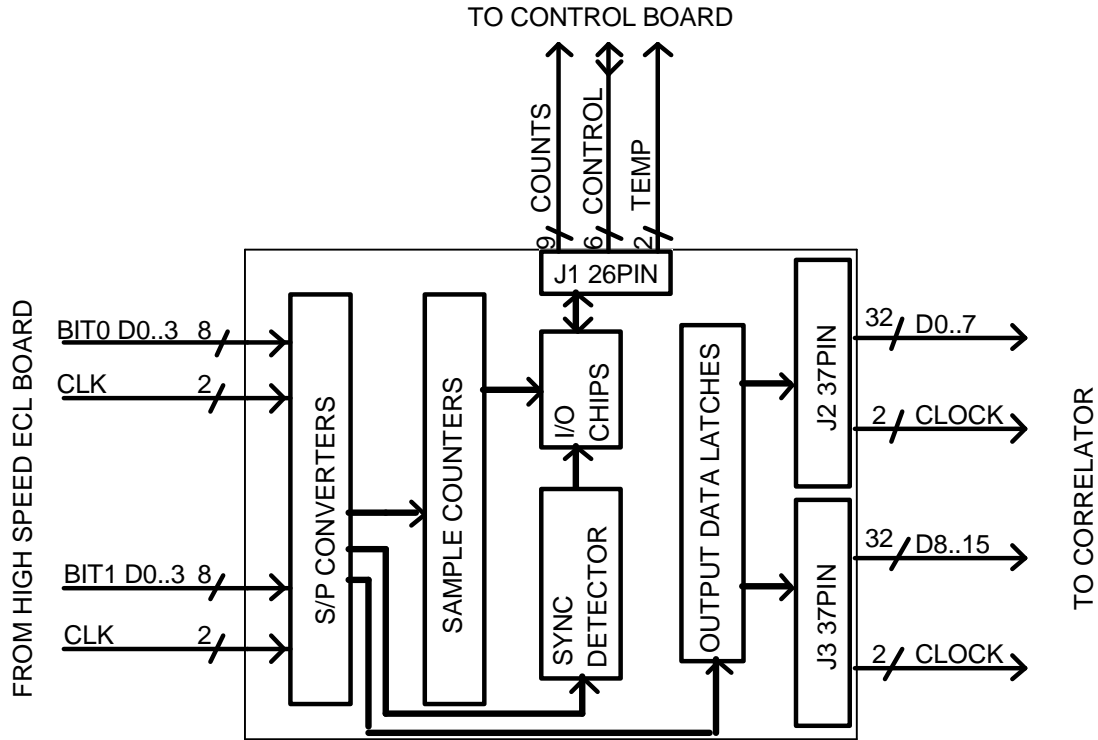 TO CONTROL BOARD
COUNTS
CONTROL
TEMP
9
6
2
J1 26PIN
FROM HIGH SPEED ECL BOARD
BIT0 D0..3 8
CLK 2
BIT1 D0..3 8
CLK 2
S/P CONVERTERS
SAMPLE COUNTERS
I/O
CHIPS
SYNC
DETECTOR
OUTPUT DATA LATCHES
J2 37PIN
J3 37PIN
32 D0..7
2 CLOCK
32 D8..15
2 CLOCK
TO CORRELATOR